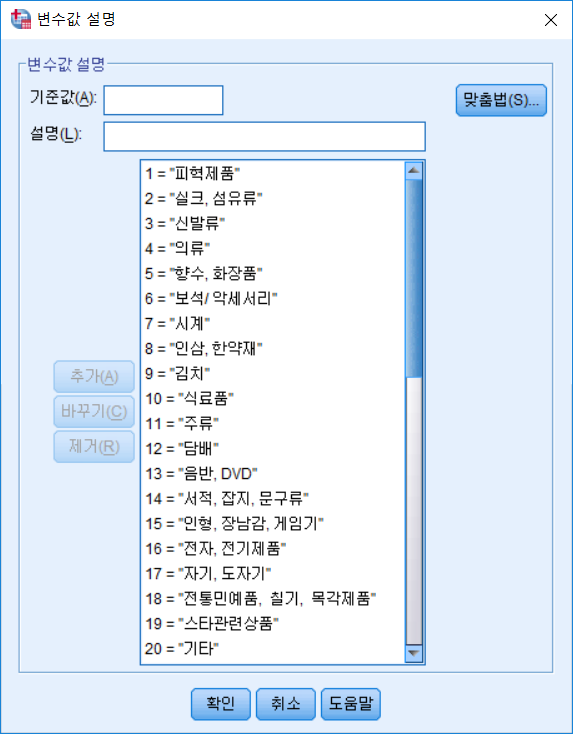 변수값 설명
변수값 설명
기준값(A):
맞춤법(S)...
설명(L):
1 = "피혁제품"
2 = "실크, 섬유류"
3 = "신발류"
4 = "의류"
5 = "향수, 화장품"
6 = "보석/ 악세서리"
7 = "시계"
8 = "인삼, 한약재"
9 = "김치"
10 = "식료품"
11 = "주류"
12 = "담배"
13 = "음반, DVD"
14 = "서적, 잡지, 문구류"
15 = "인형, 장남감, 게임기"
16 = "전자, 전기제품"
17 = "자기, 도자기"
18 = "전통민예품,  칠기,  목각제품"
19 = "스타관련상품"
20 = "기타"
추가(A)
바꾸기(C)
제거(R)
확인 취소 도움말